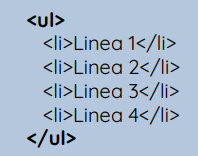 <ul>
<li>Linea 1</li>
<li>Linea 2</li>
<li>Linea 3</li>
<li>Linea 4</li>
</ul>